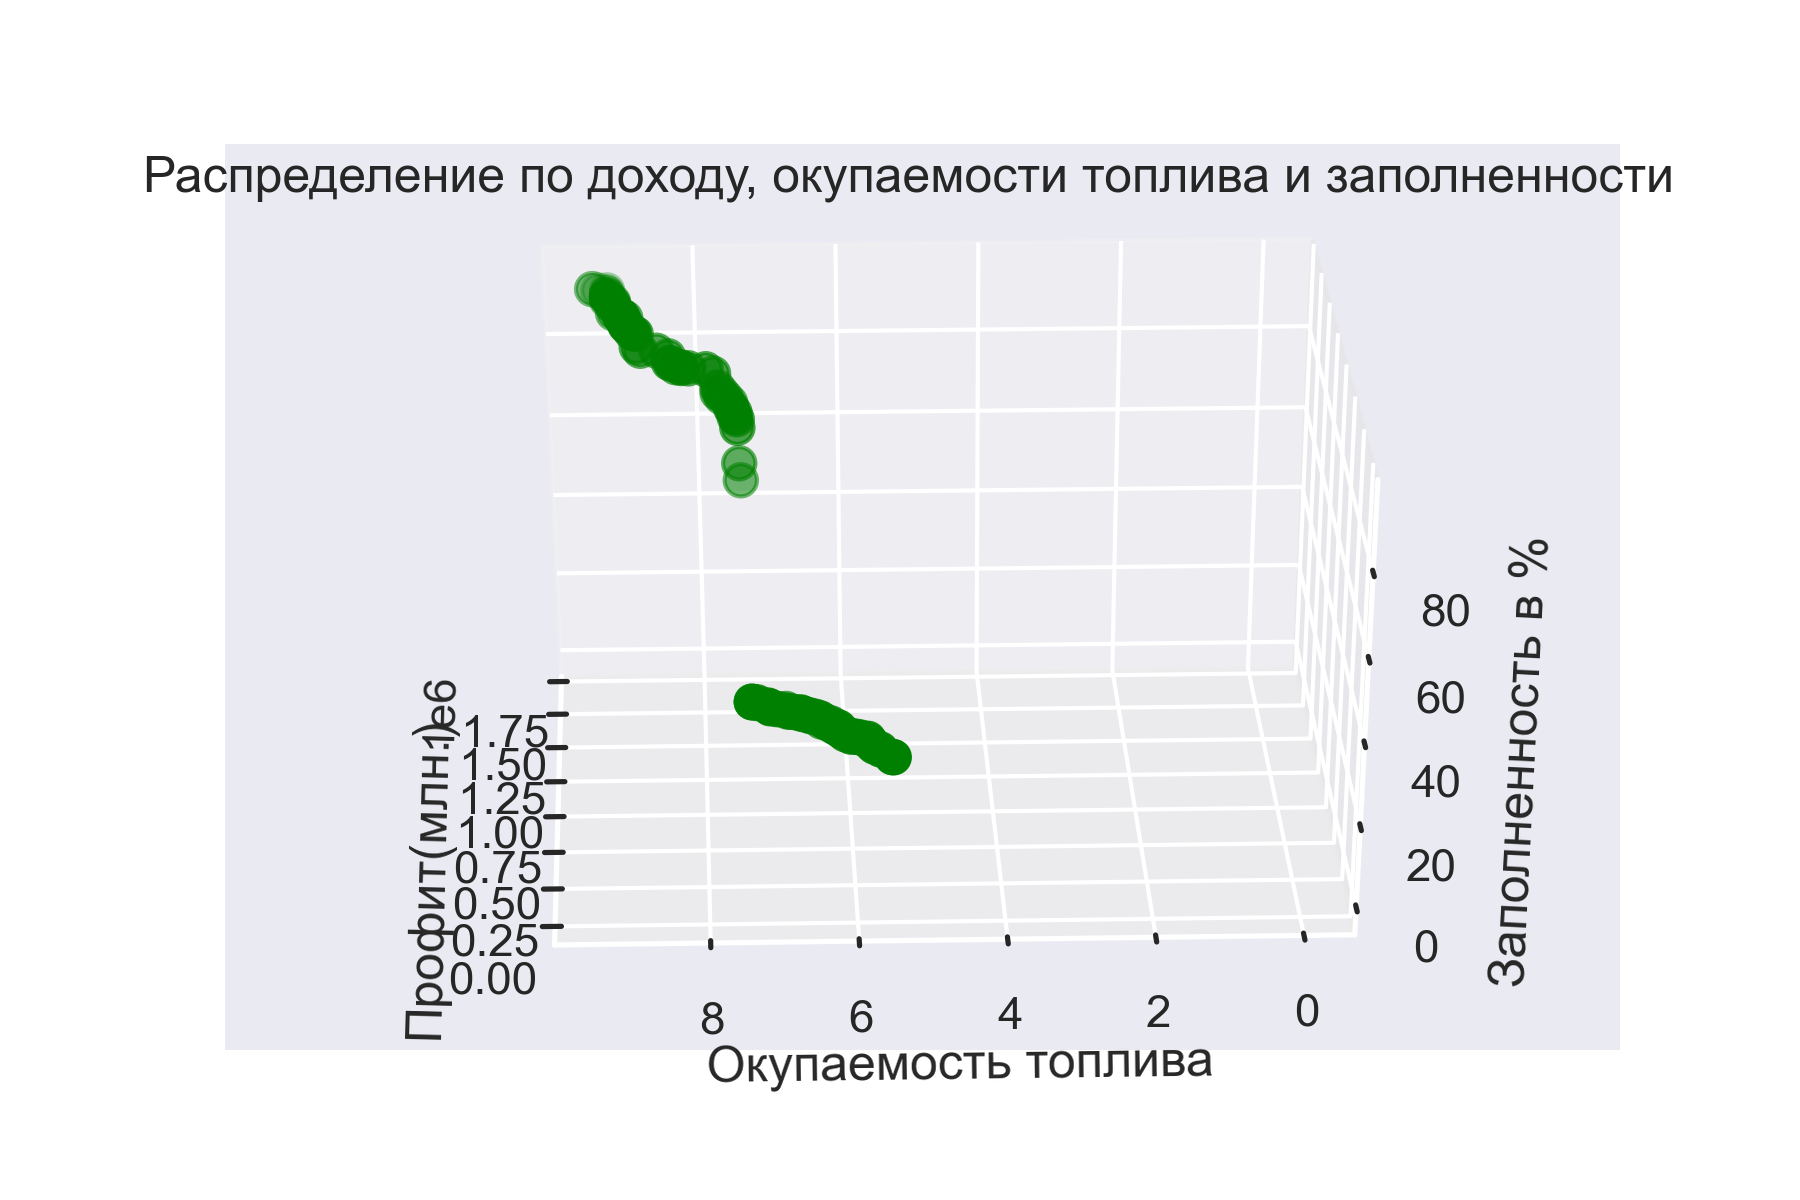 Распределение по доходу, окупаемости топлива и заполненности
1e6
1.75
1.50
1.25
1.00
0.75
0.50
0.25
0.00
Профит(млн.)
80
60
40
20
0
Заполненность в %
8 6 4 2 0
Окупаемость топлива